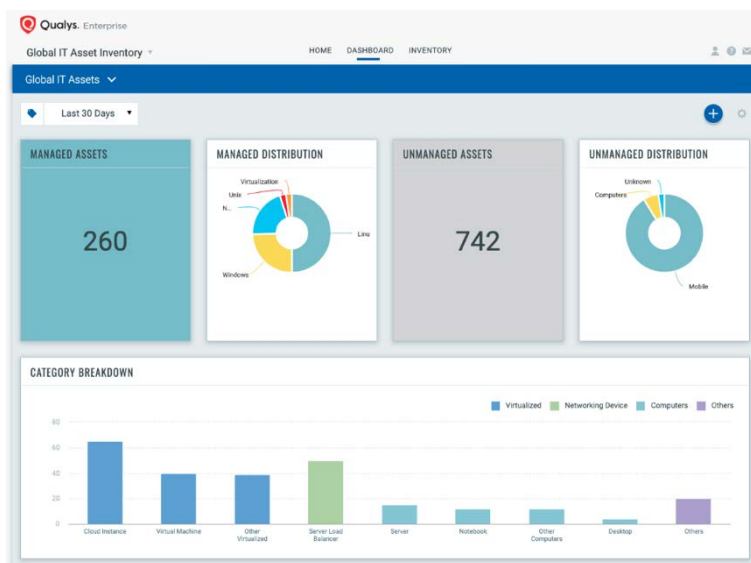 Qualys. Enterprise
Global IT Asset Inventory
HOME DASHBOARD INVENTORY
Global IT Assets
Last 30 Days
MANAGED ASSETS
260
MANAGED DISTRIBUTION
Virtualization
Unix
N...
Linu
Windows
UNMANAGED ASSETS
742
UNMANAGED DISTRIBUTION
Unknown
Computers
Mobile
CATEGORY BREAKDOWN
Virtualized Networking Device Computers Others
80
60
40
20
0
Cloud Instance Virtual Machine Other Server Load Server Notebook Other Desktop Others
Virtualized Balancer Computers